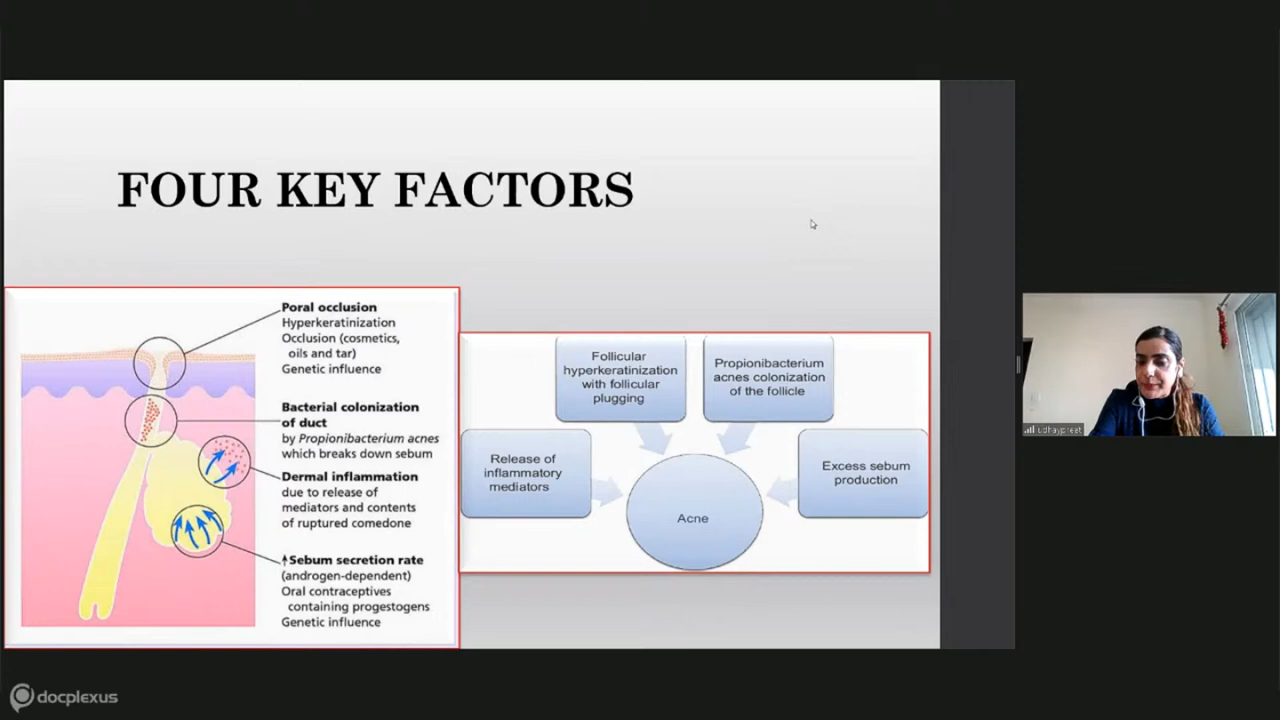 FOUR KEY FACTORS
Poral occlusion
Hyperkeratinization
Occlusion (cosmetics,
oils and tar)
Genetic influence
Bacterial colonization
of duct
by Propionibacterium acnes
which breaks down sebum
Dermal inflammation
due to release of
mediators and contents
of ruptured comedone
↑Sebum secretion rate
(androgen-dependent)
Oral contraceptives
containing progestogens
Genetic influence
Follicular
hyperkeratinization
with follicular
plugging
Propionibacterium
acnes colonization
of the follicle
Release of
inflammatory
mediators
Excess sebum
production
Acne
udhaypreet
docplexus